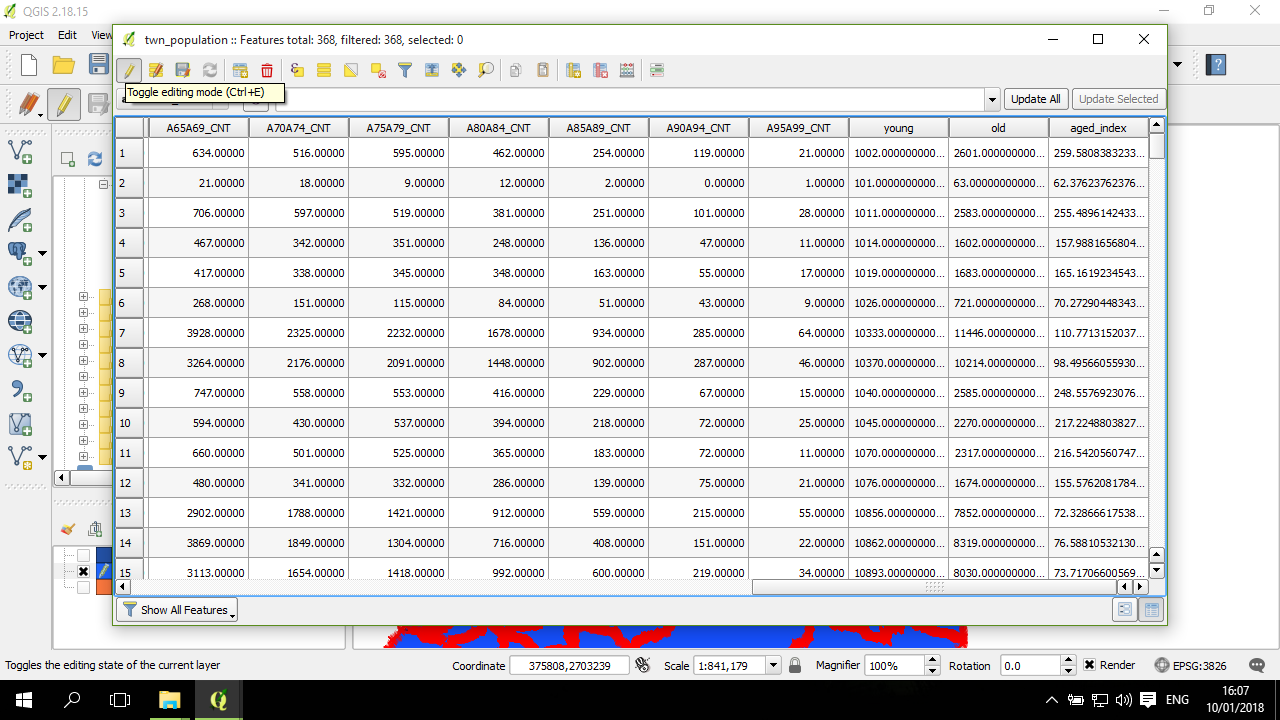 QGIS 2.18.15
Project Edit View
twn_population :: Features total: 368, filtered: 368, selected: 0
Toggle editing mode (Ctrl+E)
Update All Update Selected
A65A69_CNT A70A74_CNT A75A79_CNT A80A84_CNT A85A89_CNT A90A94_CNT A95A99_CNT young old aged_index
1 634.00000 516.00000 595.00000 462.00000 254.00000 119.00000 21.00000 1002.000000000... 2601.000000000... 259.5808383233...
2 21.00000 18.00000 9.00000 12.00000 2.00000 0.00000 1.00000 101.0000000000... 63.00000000000... 62.37623762376...
3 706.00000 597.00000 519.00000 381.00000 251.00000 101.00000 28.00000 1011.000000000... 2583.000000000... 255.4896142433...
4 467.00000 342.00000 351.00000 248.00000 136.00000 47.00000 11.00000 1014.000000000... 1602.000000000... 157.9881656804...
5 417.00000 338.00000 345.00000 348.00000 163.00000 55.00000 17.00000 1019.000000000... 1683.000000000... 165.1619234543...
6 268.00000 151.00000 115.00000 84.00000 51.00000 43.00000 9.00000 1026.000000000... 721.0000000000... 70.27290448343...
7 3928.00000 2325.00000 2232.00000 1678.00000 934.00000 285.00000 64.00000 10333.00000000... 11446.00000000... 110.7713152037...
8 3264.00000 2176.00000 2091.00000 1448.00000 902.00000 287.00000 46.00000 10370.00000000... 10214.00000000... 98.49566055930...
9 747.00000 558.00000 553.00000 416.00000 229.00000 67.00000 15.00000 1040.000000000... 2585.000000000... 248.5576923076...
10 594.00000 430.00000 537.00000 394.00000 218.00000 72.00000 25.00000 1045.000000000... 2270.000000000... 217.2248803827...
11 660.00000 501.00000 525.00000 365.00000 183.00000 72.00000 11.00000 1070.000000000... 2317.000000000... 216.5420560747...
12 480.00000 341.00000 332.00000 286.00000 139.00000 75.00000 21.00000 1076.000000000... 1674.000000000... 155.5762081784...
13 2902.00000 1788.00000 1421.00000 912.00000 559.00000 215.00000 55.00000 10856.00000000... 7852.000000000... 72.32866617538...
14 3869.00000 1849.00000 1304.00000 716.00000 408.00000 151.00000 22.00000 10862.00000000... 8319.000000000... 76.58810532130...
15 3113.00000 1654.00000 1418.00000 992.00000 600.00000 219.00000 34.00000 10893.00000000... 8030.000000000... 73.71706600569...
Show All Features
Toggles the editing state of the current layer Coordinate 375808,2703239 Scale 1:841,179 Magnifier 100% Rotation 0.0 Render EPSG:3826
ENG
16:07
10/01/2018